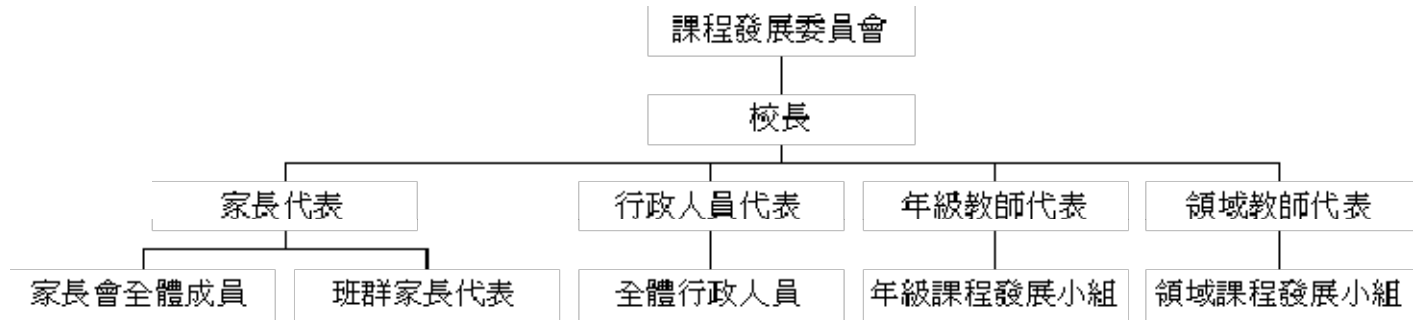 課程發展委員會
校長
家長代表
行政人員代表
年級教師代表
領域教師代表
家長會全體成員
班群家長代表
全體行政人員
年級課程發展小組
領域課程發展小組